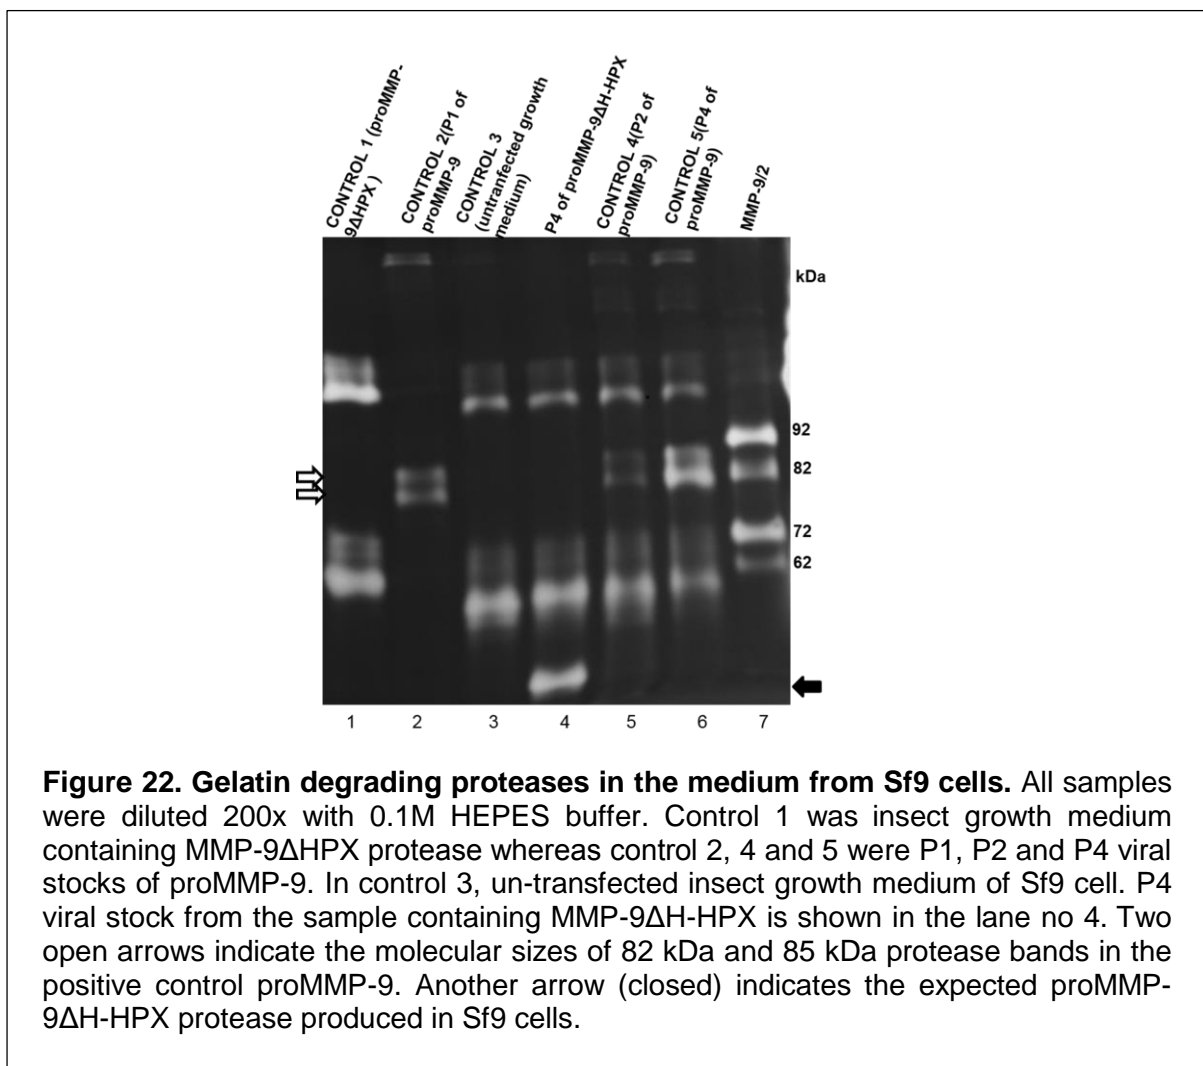 CONTROL 1 (proMMP-
9ΔHPX )
CONTROL 2(P1 of
proMMP-9
CONTROL 3
(untranfected growth
medium)
P4 of proMMP-9ΔH-HPX
CONTROL 4(P2 of
proMMP-9)
CONTROL 5(P4 of
proMMP-9)
MMP-9/2
kDa
92
82
72
62
1 2 3 4 5 6 7
Figure 22. Gelatin degrading proteases in the medium from Sf9 cells. All samples
were diluted 200x with 0.1M HEPES buffer. Control 1 was insect growth medium
containing MMP-9ΔHPX protease whereas control 2, 4 and 5 were P1, P2 and P4 viral
stocks of proMMP-9. In control 3, un-transfected insect growth medium of Sf9 cell. P4
viral stock from the sample containing MMP-9ΔH-HPX is shown in the lane no 4. Two
open arrows indicate the molecular sizes of 82 kDa and 85 kDa protease bands in the
positive control proMMP-9. Another arrow (closed) indicates the expected proMMP-
9ΔH-HPX protease produced in Sf9 cells.